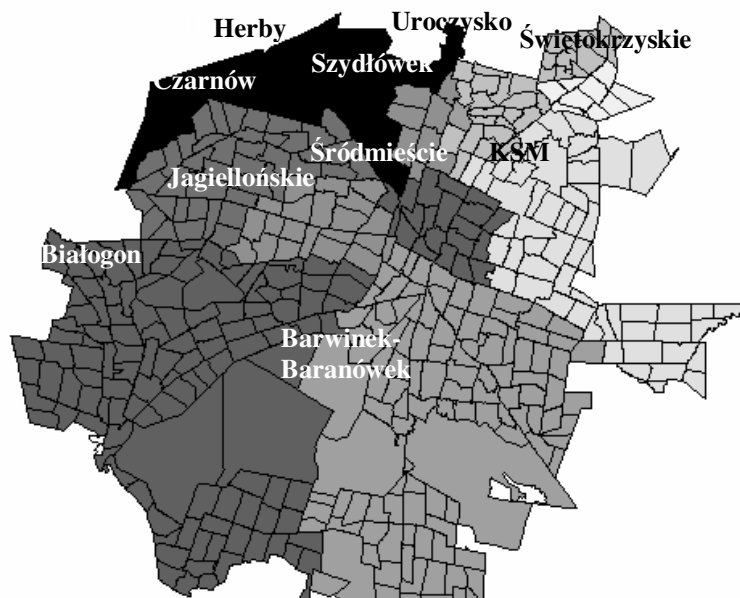 Herby
Uroczysko
Świętokrzyskie
Szydłówek
Czarnów
Śródmieście
KSM
Jagiellońskie
Białogon
Barwinek-
Baranówek